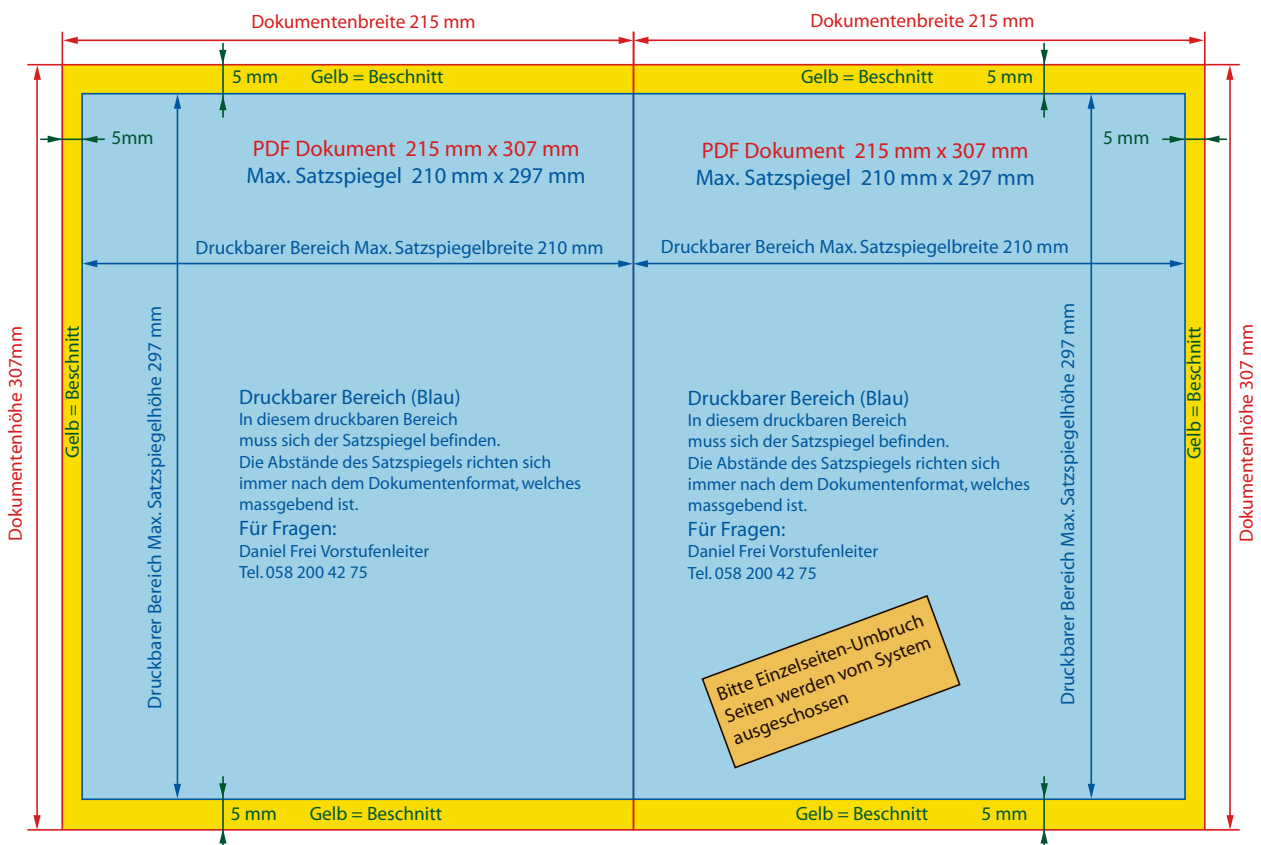 Dokumentenbreite 215 mm
Dokumentenbreite 215 mm
5 mm
Gelb = Beschnitt
Gelb = Beschnitt
5 mm
5mm
5 mm
PDF Dokument 215 mm x 307 mm
Max. Satzspiegel 210 mm x 297 mm
PDF Dokument 215 mm x 307 mm
Max. Satzspiegel 210 mm x 297 mm
Druckbarer Bereich Max. Satzspiegelbreite 210 mm
Druckbarer Bereich Max. Satzspiegelbreite 210 mm
Dokumentenhöhe 307mm
Gelb = Beschnitt
Druckbarer Bereich Max. Satzspiegelhöhe 297 mm
Druckbarer Bereich (Blau)
In diesem druckbaren Bereich
muss sich der Satzspiegel befinden.
Die Abstände des Satzspiegels richten sich
immer nach dem Dokumentenformat, welches
massgebend ist.
Für Fragen:
Daniel Frei Vorstufenleiter
Tel. 058 200 42 75
Druckbarer Bereich (Blau)
In diesem druckbaren Bereich
muss sich der Satzspiegel befinden.
Die Abstände des Satzspiegels richten sich
immer nach dem Dokumentenformat, welches
massgebend ist.
Für Fragen:
Daniel Frei Vorstufenleiter
Tel. 058 200 42 75
Druckbarer Bereich Max. Satzspiegelhöhe 297 mm
Gelb = Beschnitt
Dokumentenhöhe 307 mm
Bitte Einzelseiten-Umbruch
Seiten werden vom System
ausgeschossen
5 mm
Gelb = Beschnitt
Gelb = Beschnitt
5 mm